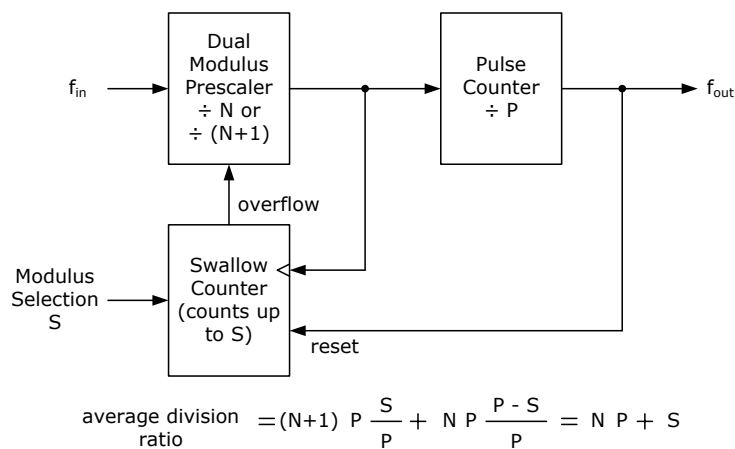 Dual
Modulus
Prescaler
÷ N or
÷ (N+1)
Pulse
Counter
÷ P
f_in
f_out
overflow
Modulus
Selection
S
Swallow
Counter
(counts up
to S)
reset
average division
ratio
=(N+1) P S/P + N P (P - S)/P = N P + S